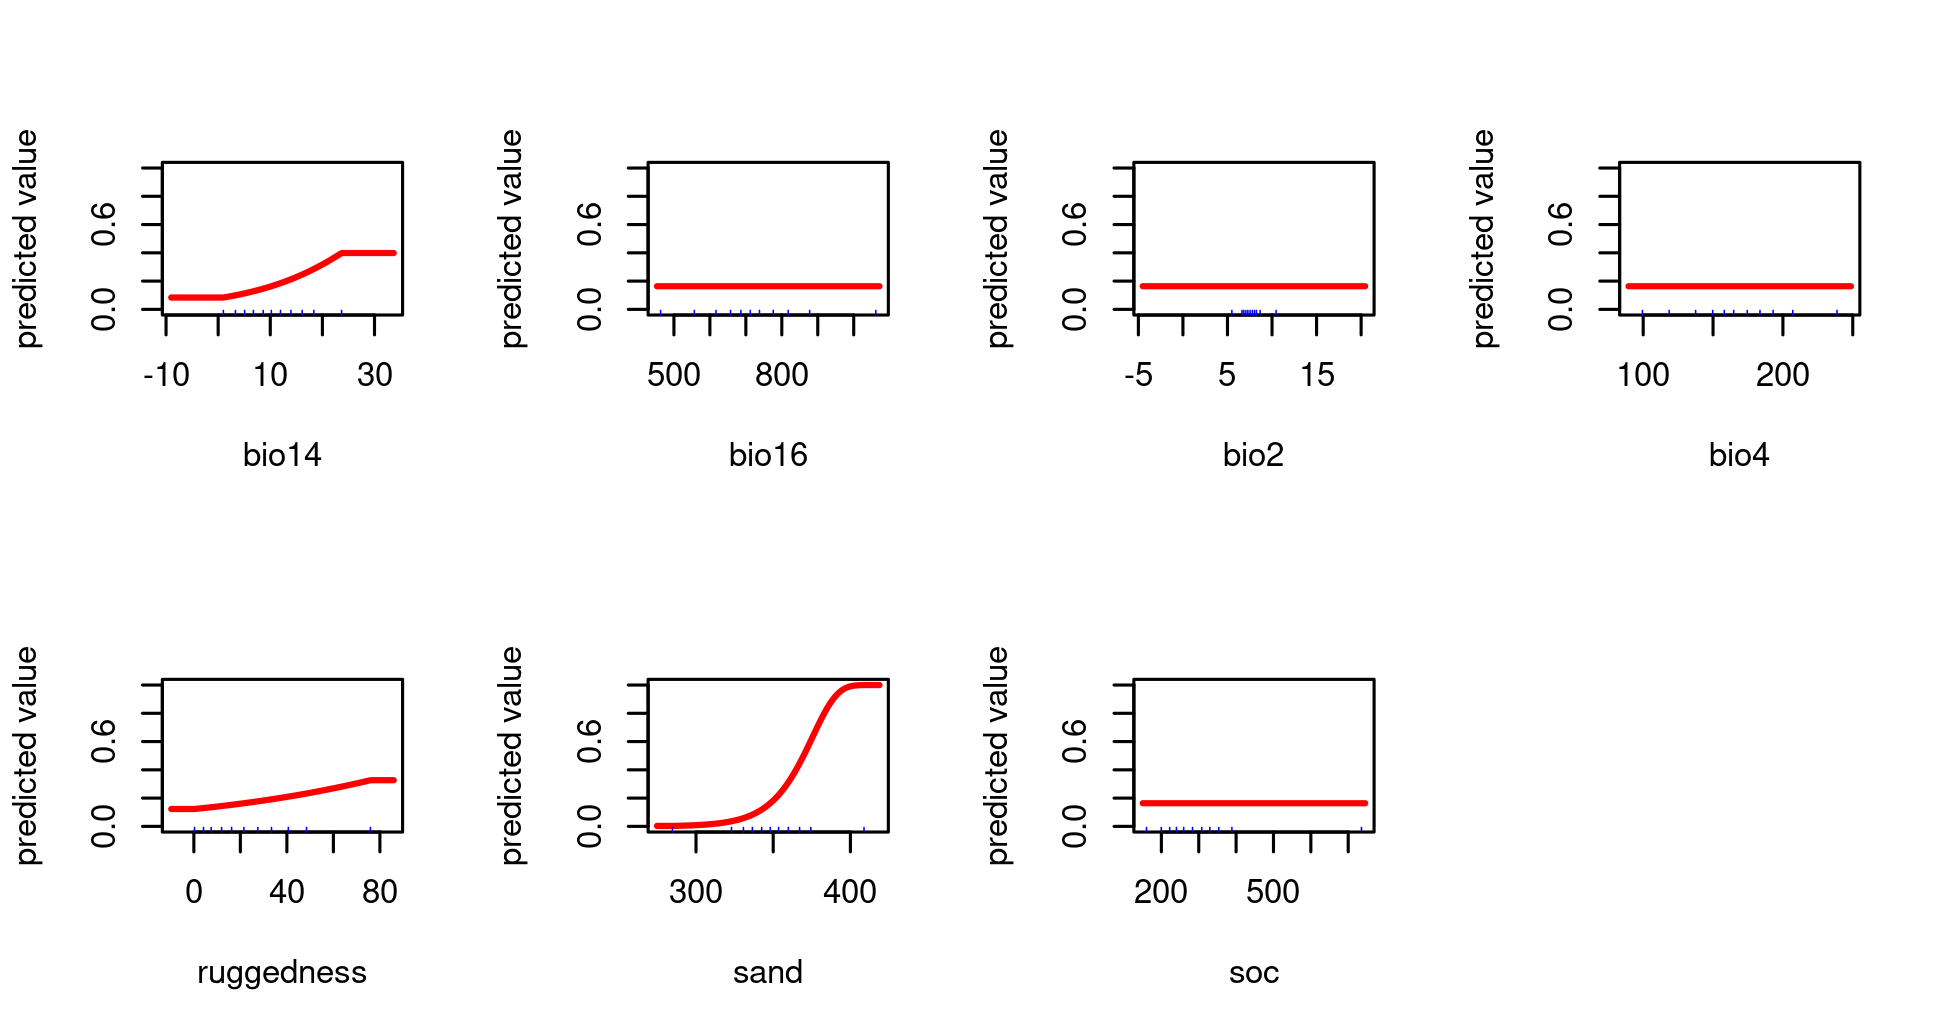 predicted value
0.0 0.6
-10 10 30
bio14
predicted value
0.0 0.6
500 800
bio16
predicted value
0.0 0.6
-5 5 15
bio2
predicted value
0.0 0.6
100 200
bio4
predicted value
0.0 0.6
0 40 80
ruggedness
predicted value
0.0 0.6
300 400
sand
predicted value
0.0 0.6
200 500
soc